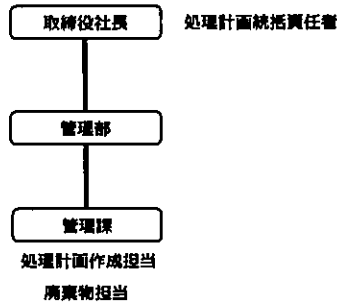 取締役社長 処理計画統括責任者
管理部
管理課
処理計画作成担当
廃棄物担当